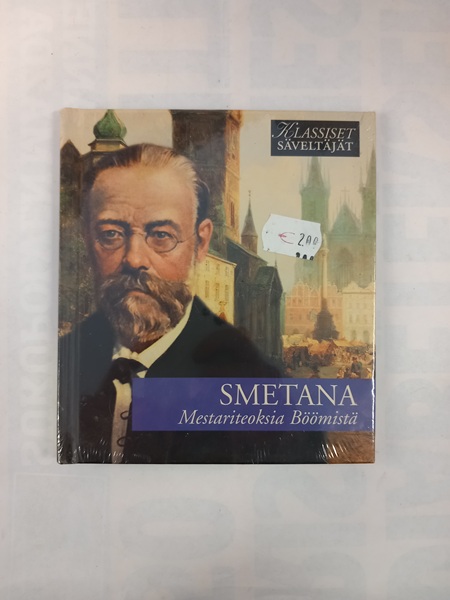 KLASSISET
SÄVELTÄJÄT
€ 2,00
SMETANA
Mestariteoksia Böömistä